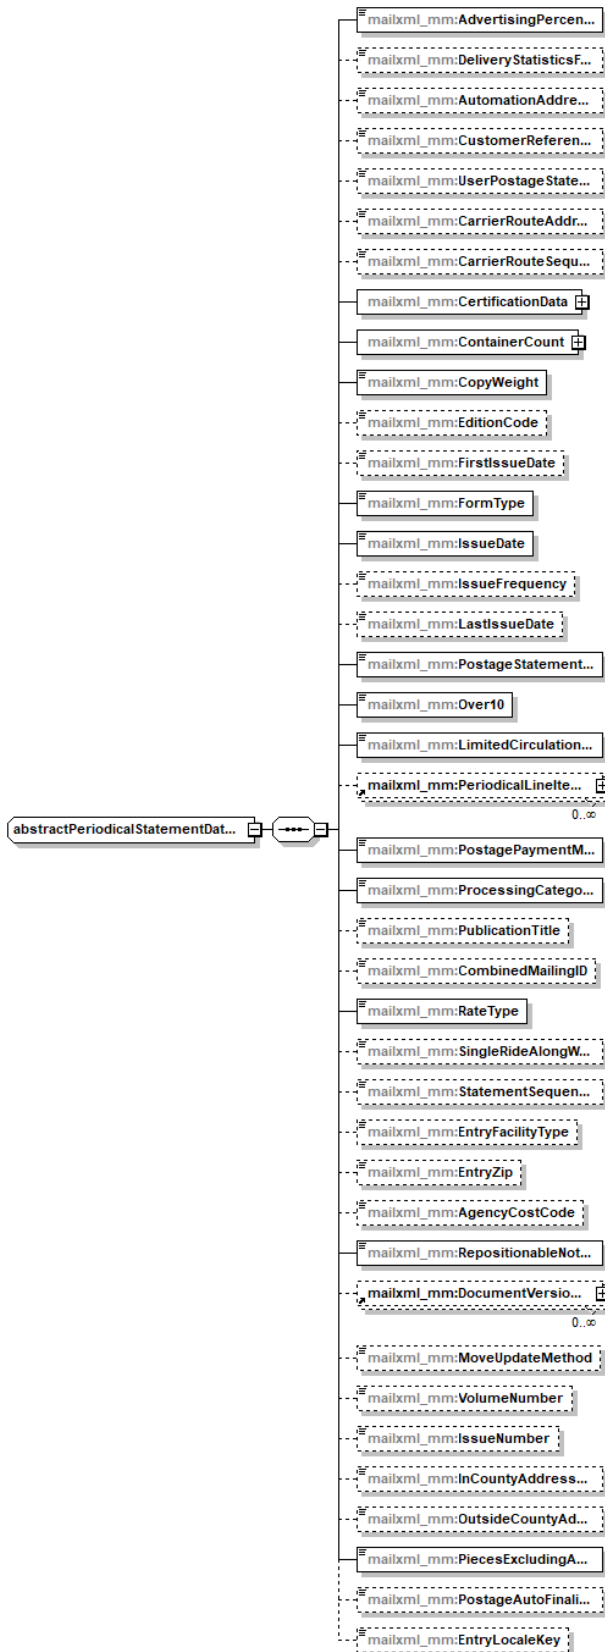 mailxml_mm:AdvertisingPercen...
mailxml_mm:DeliveryStatisticsF...
mailxml_mm:AutomationAddre...
mailxml_mm:CustomerReferen...
mailxml_mm:UserPostageState...
mailxml_mm:CarrierRouteAddr...
mailxml_mm:CarrierRouteSequ...
mailxml_mm:CertificationData
mailxml_mm:ContainerCount
mailxml_mm:CopyWeight
mailxml_mm:EditionCode
mailxml_mm:FirstIssueDate
mailxml_mm:FormType
mailxml_mm:IssueDate
mailxml_mm:IssueFrequency
mailxml_mm:LastIssueDate
mailxml_mm:PostageStatement...
mailxml_mm:Over10
mailxml_mm:LimitedCirculation...
mailxml_mm:PeriodicalLineIte...
0..∞
abstractPeriodicalStatementDat...
mailxml_mm:PostagePaymentM...
mailxml_mm:ProcessingCatego...
mailxml_mm:PublicationTitle
mailxml_mm:CombinedMailingID
mailxml_mm:RateType
mailxml_mm:SingleRideAlongW...
mailxml_mm:StatementSequen...
mailxml_mm:EntryFacilityType
mailxml_mm:EntryZip
mailxml_mm:AgencyCostCode
mailxml_mm:RepositionableNot...
mailxml_mm:DocumentVersio...
0..∞
mailxml_mm:MoveUpdateMethod
mailxml_mm:VolumeNumber
mailxml_mm:IssueNumber
mailxml_mm:InCountyAddress...
mailxml_mm:OutsideCountyAd...
mailxml_mm:PiecesExcludingA...
mailxml_mm:PostageAutoFinali...
mailxml_mm:EntryLocaleKey